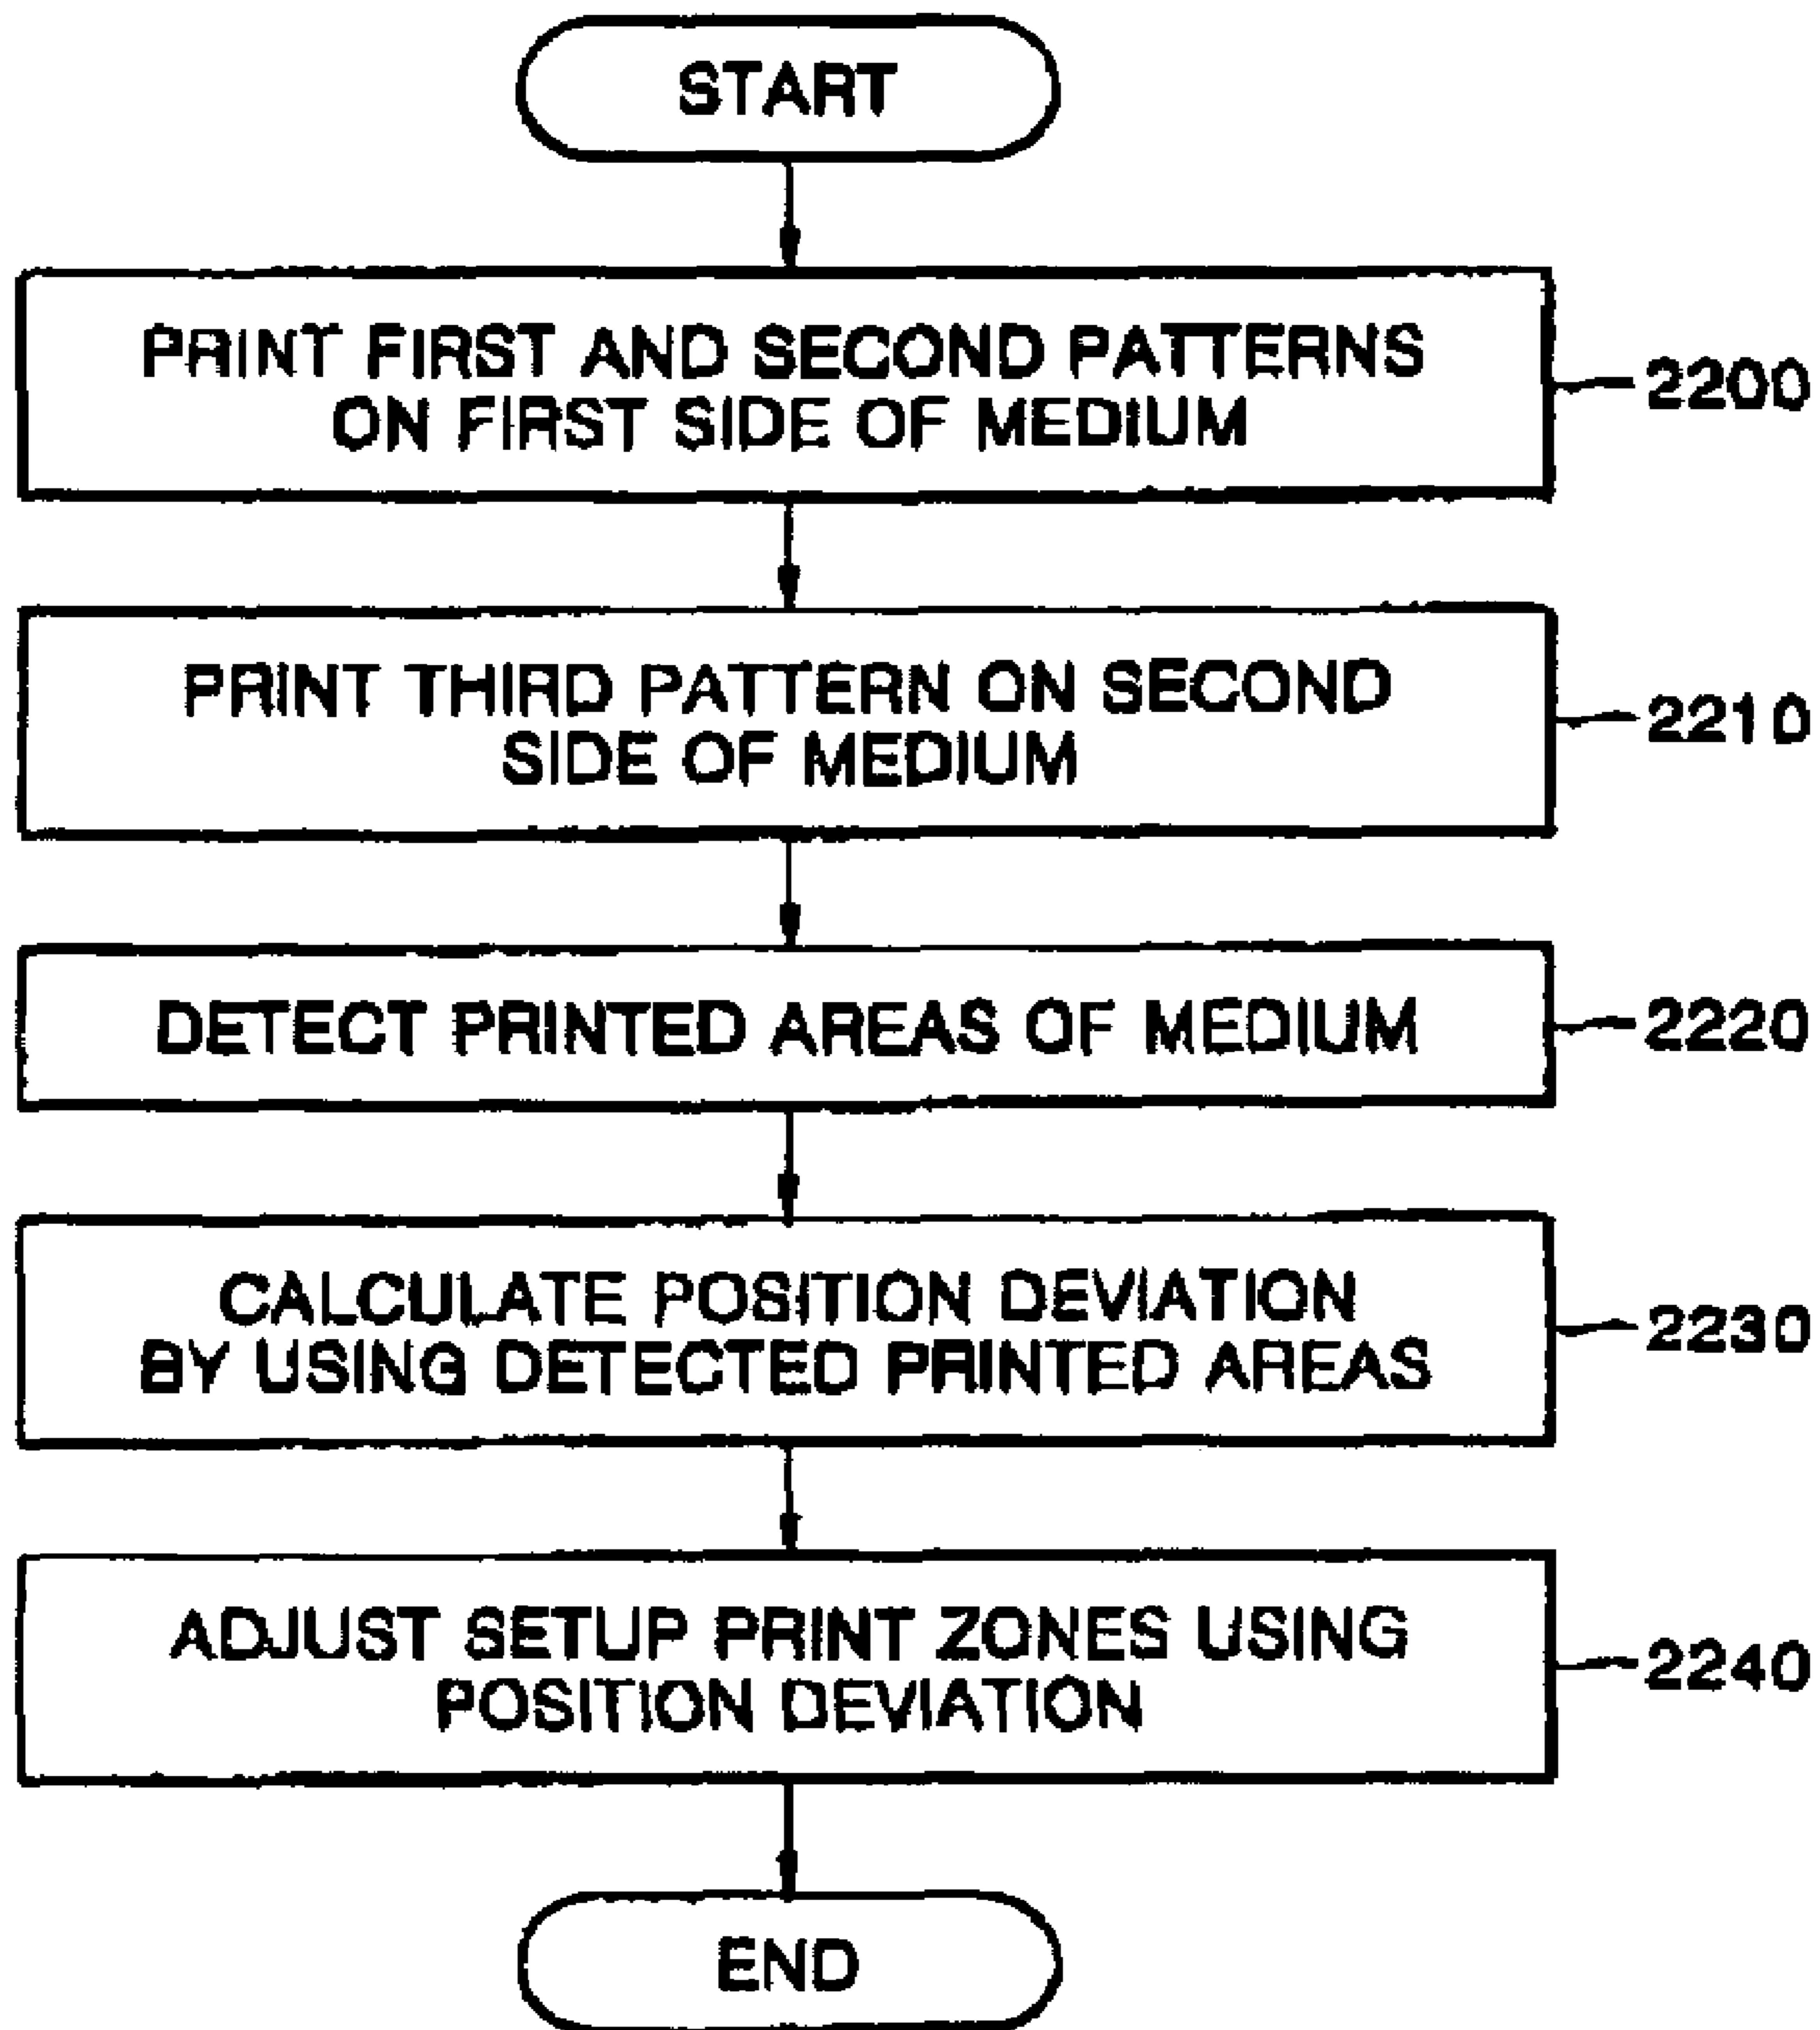 START
PRINT FIRST AND SECOND PATTERNS
ON FIRST SIDE OF MEDIUM
2200
PRINT THIRD PATTERN ON SECOND
SIDE OF MEDIUM
2210
DETECT PRINTED AREAS OF MEDIUM
2220
CALCULATE POSITION DEVIATION
BY USING DETECTED PRINTED AREAS
2230
ADJUST SETUP PRINT ZONES USING
POSITION DEVIATION
2240
END